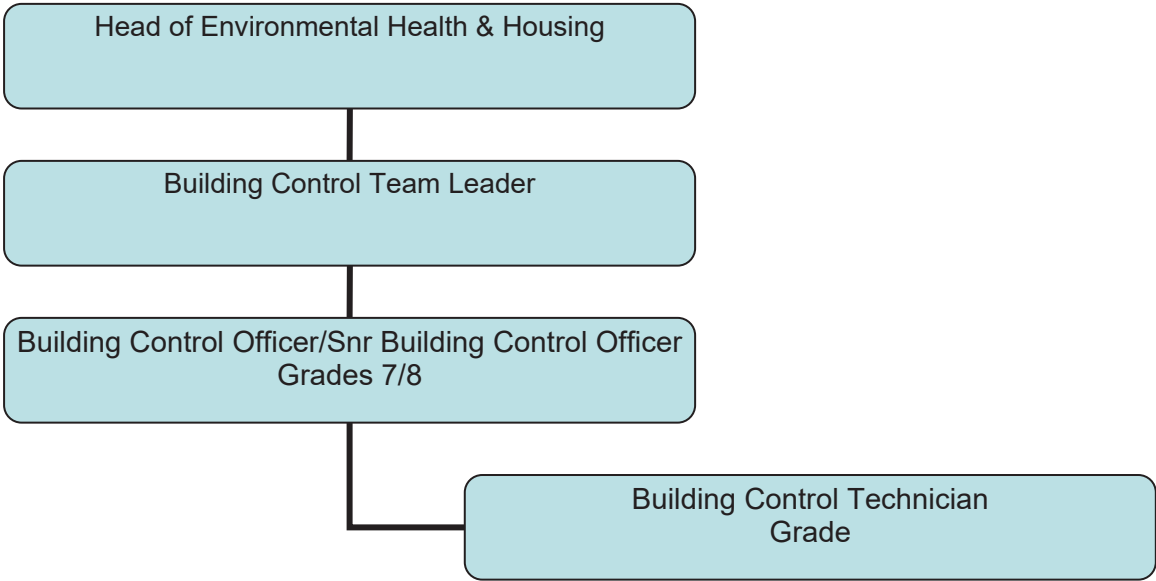 Head of Environmental Health & Housing
Building Control Team Leader
Building Control Officer/Snr Building Control Officer
Grades 7/8
Building Control Technician
Grade